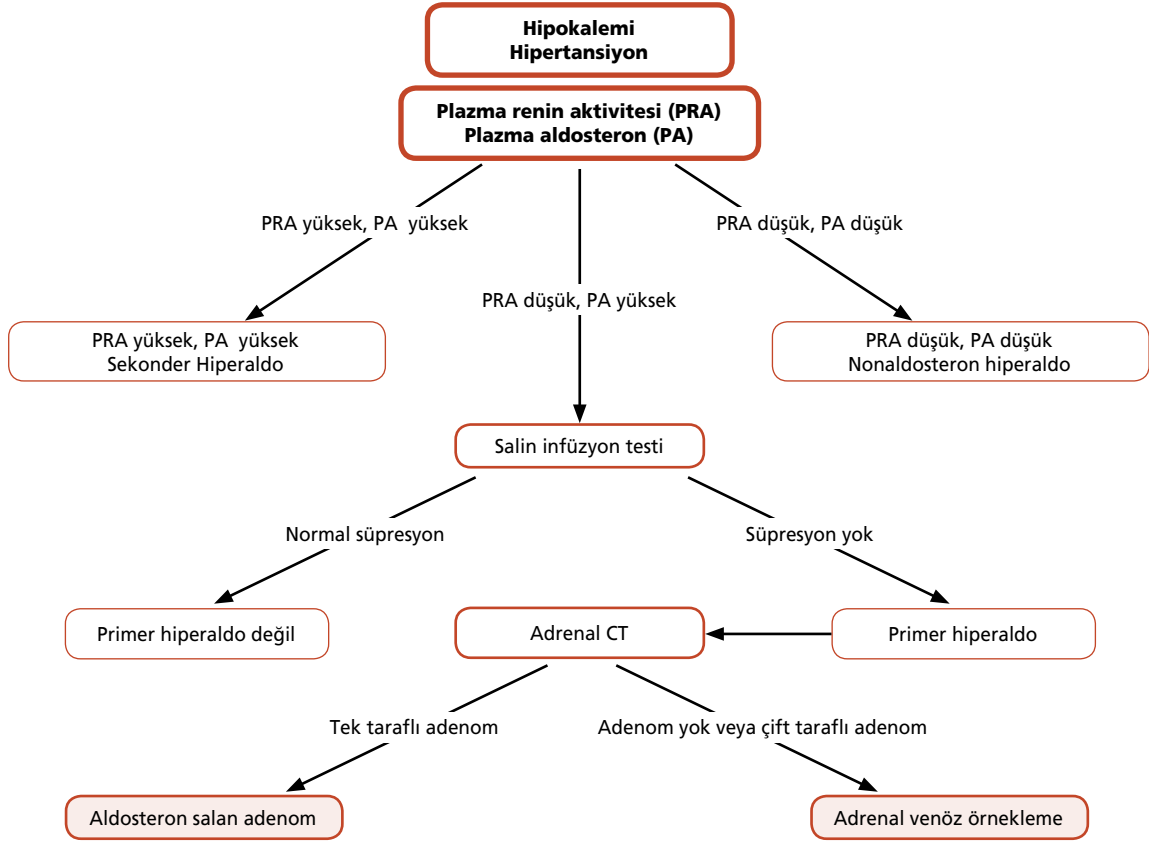 Hipokalemi
Hipertansiyon
Plazma renin aktivitesi (PRA)
Plazma aldosteron (PA)
PRA yüksek, PA  yüksek
PRA düşük, PA düşük
PRA düşük, PA yüksek
PRA yüksek, PA  yüksek
Sekonder Hiperaldo
PRA düşük, PA düşük
Nonaldosteron hiperaldo
Salin infüzyon testi
Normal süpresyon
Süpresyon yok
Primer hiperaldo değil
Adrenal CT
Primer hiperaldo
Tek taraflı adenom
Adenom yok veya çift taraflı adenom
Aldosteron salan adenom
Adrenal venöz örnekleme